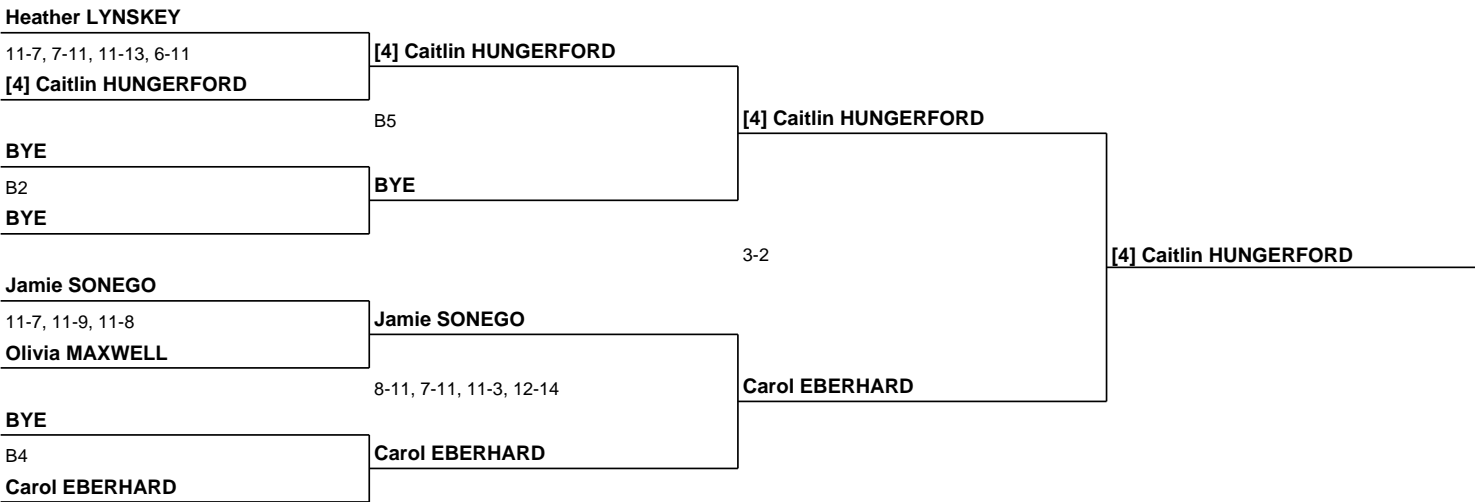 Heather LYNSKEY
11-7, 7-11, 11-13, 6-11
[4] Caitlin HUNGERFORD
[4] Caitlin HUNGERFORD
B5
[4] Caitlin HUNGERFORD
BYE
B2
BYE
BYE
3-2
[4] Caitlin HUNGERFORD
Jamie SONEGO
11-7, 11-9, 11-8
Jamie SONEGO
Olivia MAXWELL
8-11, 7-11, 11-3, 12-14
Carol EBERHARD
BYE
B4
Carol EBERHARD
Carol EBERHARD